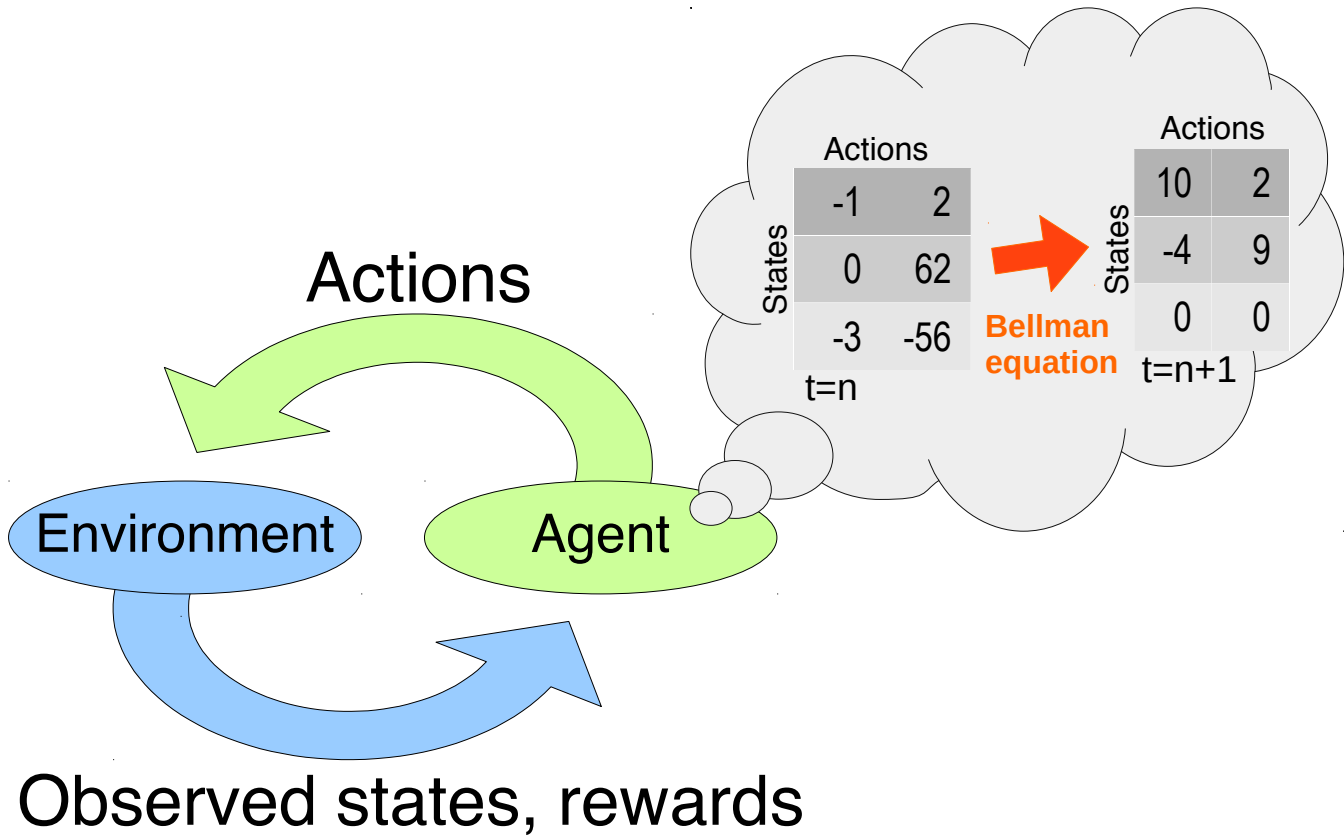 Actions
Environment
Agent
Observed states, rewards
Actions
States
-1 2
0 62
-3 -56
t=n
Bellman
equation
Actions
States
10 2
-4 9
0 0
t=n+1